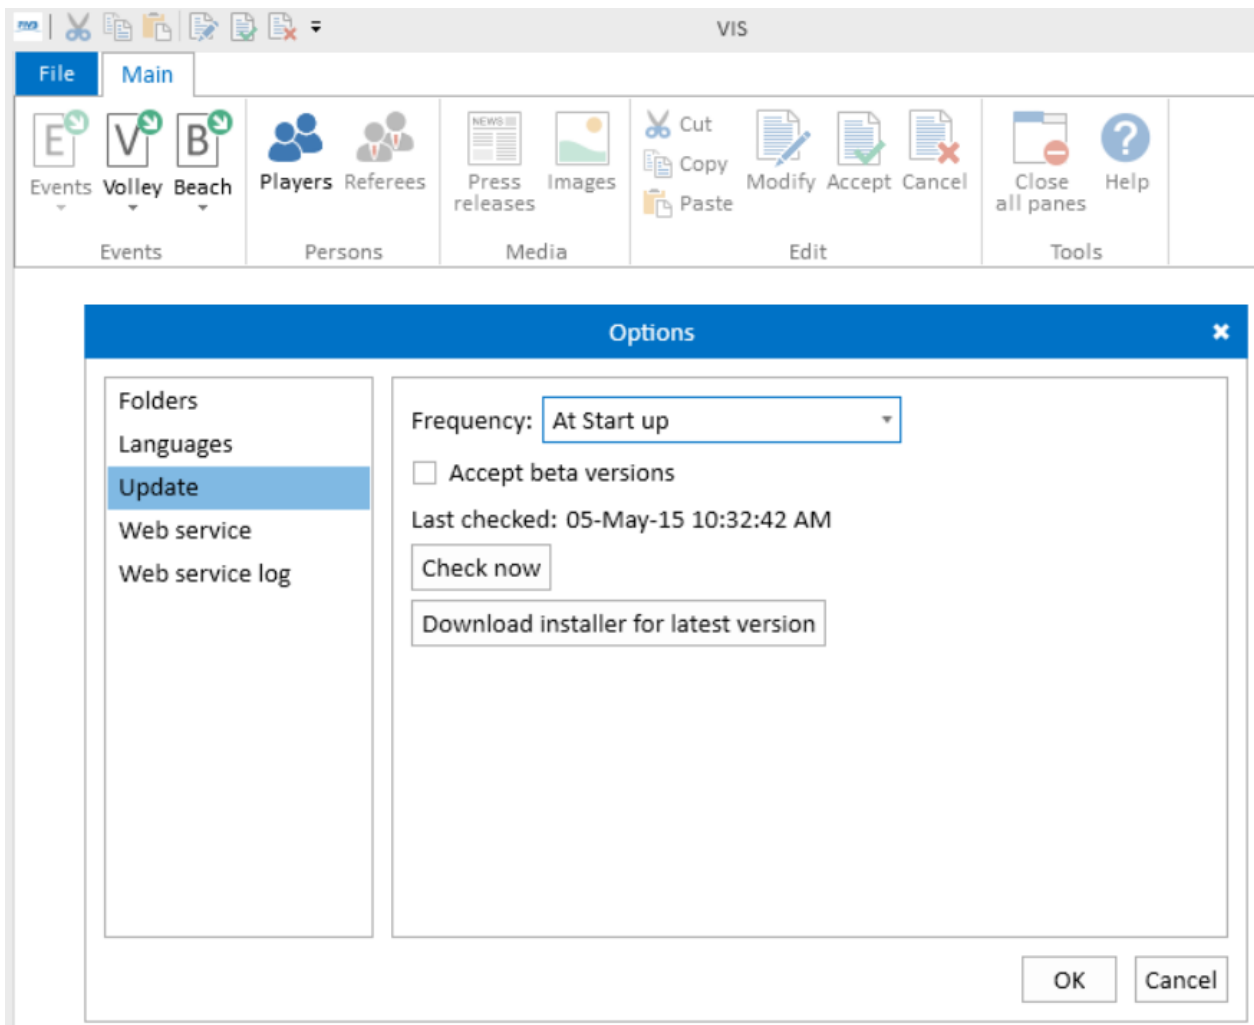 VIS
File Main
E V B
NEWS
Cut
Copy
Paste
Events Volley Beach
Players Referees
Press
releases
Images
Modify Accept Cancel
Close
all panes
Help
Events
Persons
Media
Edit
Tools
Options
Folders
Languages
Update
Web service
Web service log
Frequency: At Start up
Accept beta versions
Last checked: 05-May-15 10:32:42 AM
Check now
Download installer for latest version
OK Cancel